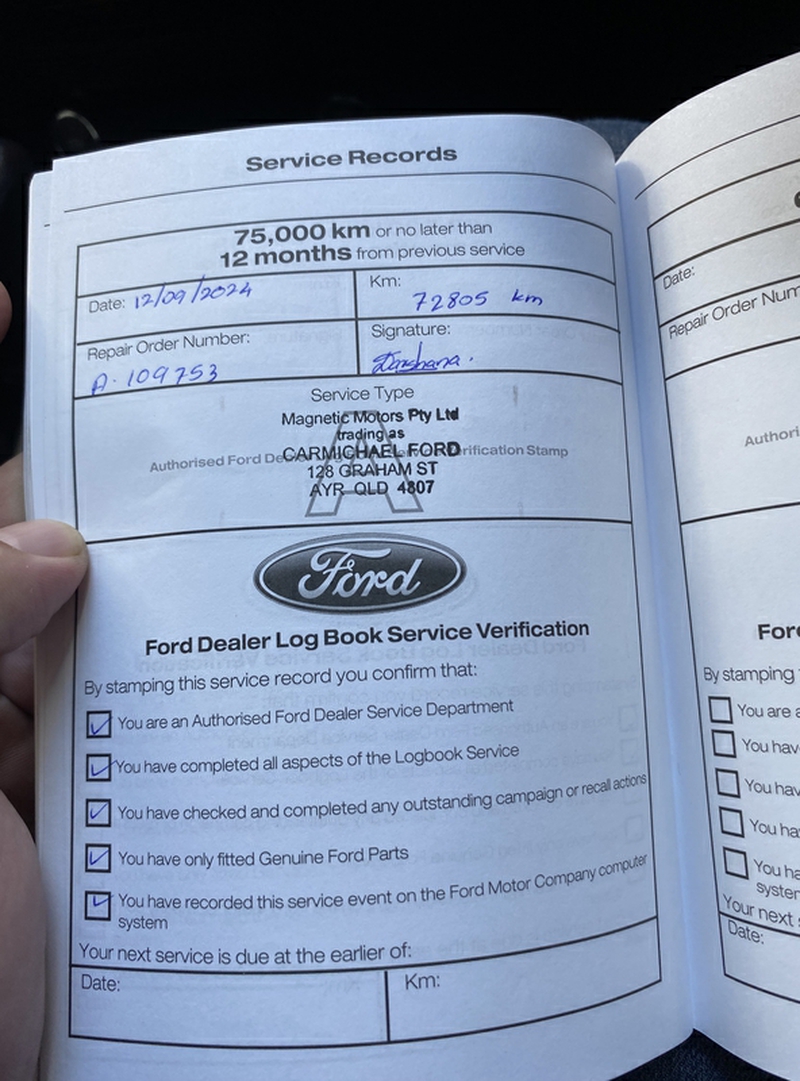 Service Records
75,000 km or no later than
12 months from previous service
Date: 12/09/2024
Km: 72805 km
Repair Order Number: A. 109753
Signature:
Service Type
Magnetic Motors Pty Ltd
trading as
CARMICHAEL FORD
128 GRAHAM ST
AYR QLD 4807
A
Authorised Ford De rification Stamp
Ford
Ford Dealer Log Book Service Verification
By stamping this service record you confirm that:
You are an Authorised Ford Dealer Service Department
You have completed all aspects of the Logbook Service
You have checked and completed any outstanding campaign or recall actions
You have only fitted Genuine Ford Parts
You have recorded this service event on the Ford Motor Company computer
system
Your next service is due at the earlier of:
Date:
Km:
Date:
Repair Order Num
Authori
For
By stamping
You are a
You hav
You ha
You ha
You ha
system
Your next s
Date: